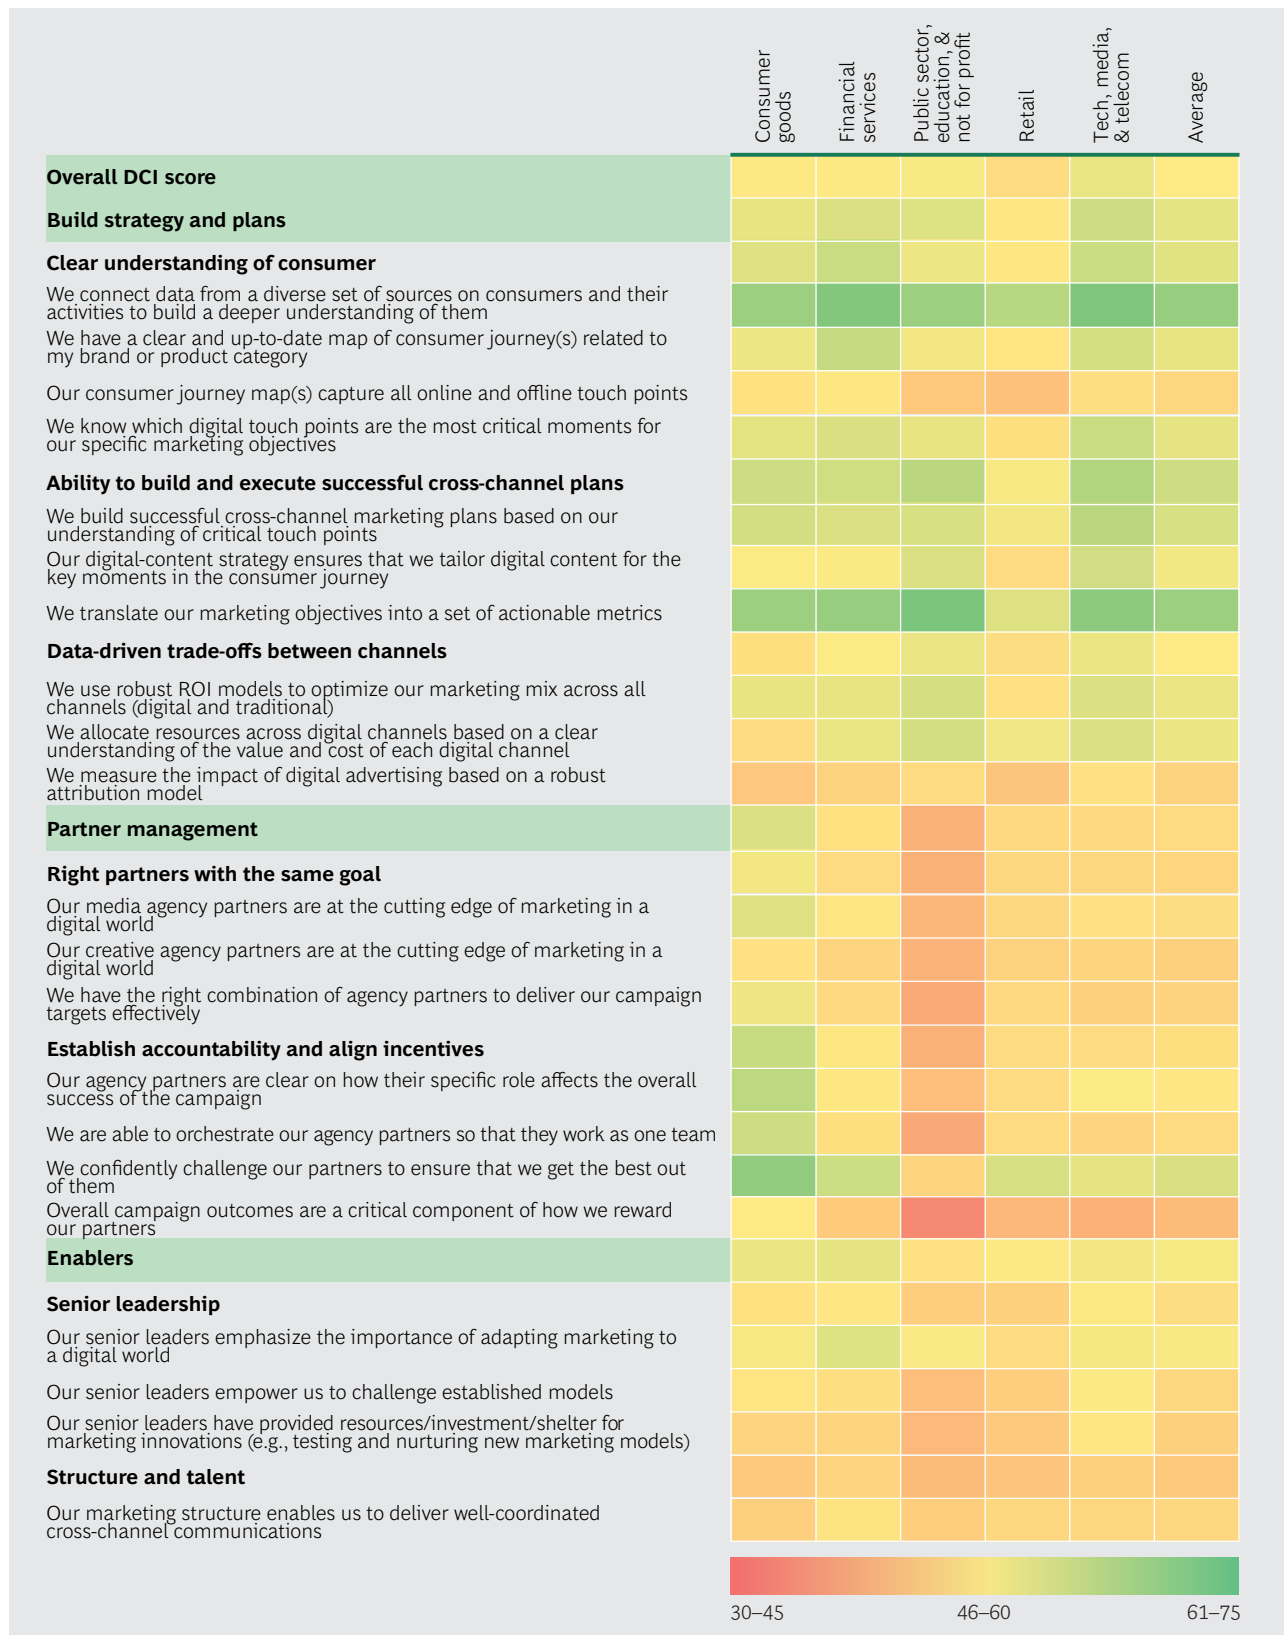 Consumer
goods
Financial
services
Public sector,
education, &
not for profit
Retail
Tech, media,
& telecom
Average
Overall DCI score
Build strategy and plans
Clear understanding of consumer
We connect data from a diverse set of sources on consumers and their
activities to build a deeper understanding of them
We have a clear and up-to-date map of consumer journey(s) related to
my brand or product category
Our consumer journey map(s) capture all online and offline touch points
We know which digital touch points are the most critical moments for
our specific marketing objectives
Ability to build and execute successful cross-channel plans
We build successful cross-channel marketing plans based on our
understanding of critical touch points
Our digital-content strategy ensures that we tailor digital content for the
key moments in the consumer journey
We translate our marketing objectives into a set of actionable metrics
Data-driven trade-offs between channels
We use robust ROI models to optimize our marketing mix across all
channels (digital and traditional)
We allocate resources across digital channels based on a clear
understanding of the value and cost of each digital channel
We measure the impact of digital advertising based on a robust
attribution model
Partner management
Right partners with the same goal
Our media agency partners are at the cutting edge of marketing in a
digital world
Our creative agency partners are at the cutting edge of marketing in a
digital world
We have the right combination of agency partners to deliver our campaign
targets effectively
Establish accountability and align incentives
Our agency partners are clear on how their specific role affects the overall
success of the campaign
We are able to orchestrate our agency partners so that they work as one team
We confidently challenge our partners to ensure that we get the best out
of them
Overall campaign outcomes are a critical component of how we reward
our partners
Enablers
Senior leadership
Our senior leaders emphasize the importance of adapting marketing to
a digital world
Our senior leaders empower us to challenge established models
Our senior leaders have provided resources/investment/shelter for
marketing innovations (e.g., testing and nurturing new marketing models)
Structure and talent
Our marketing structure enables us to deliver well-coordinated
cross-channel communications
30–45
46–60
61–75